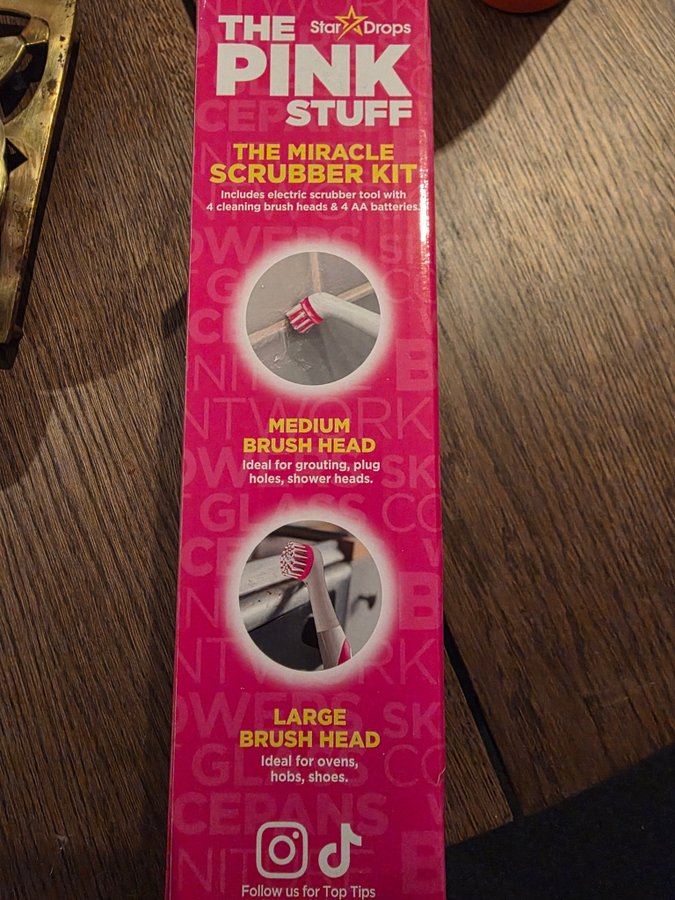 THE
StarDrops
PINK
STUFF
THE MIRACLE
SCRUBBER KIT
Includes electric scrubber tool with
4 cleaning brush heads & 4 AA batteries.
MEDIUM
BRUSH HEAD
Ideal for grouting, plug
holes, shower heads.
LARGE
BRUSH HEAD
Ideal for ovens,
hobs, shoes.
Follow us for Top Tips